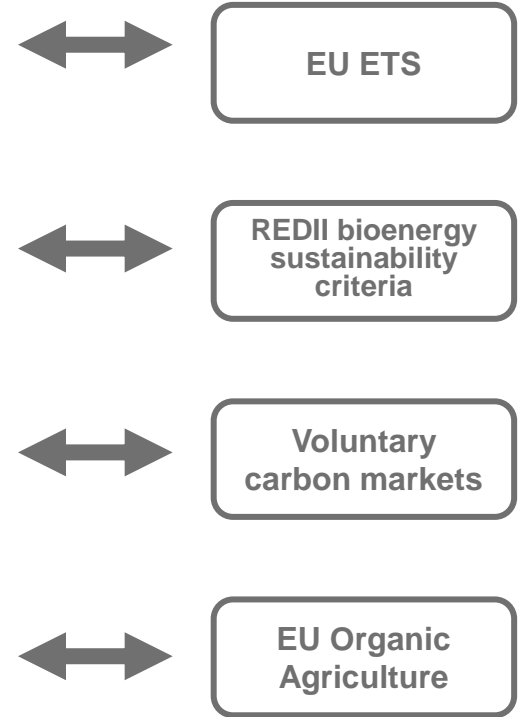 EU ETS
REDII bioenergy
sustainability
criteria
Voluntary
carbon markets
EU Organic
Agriculture